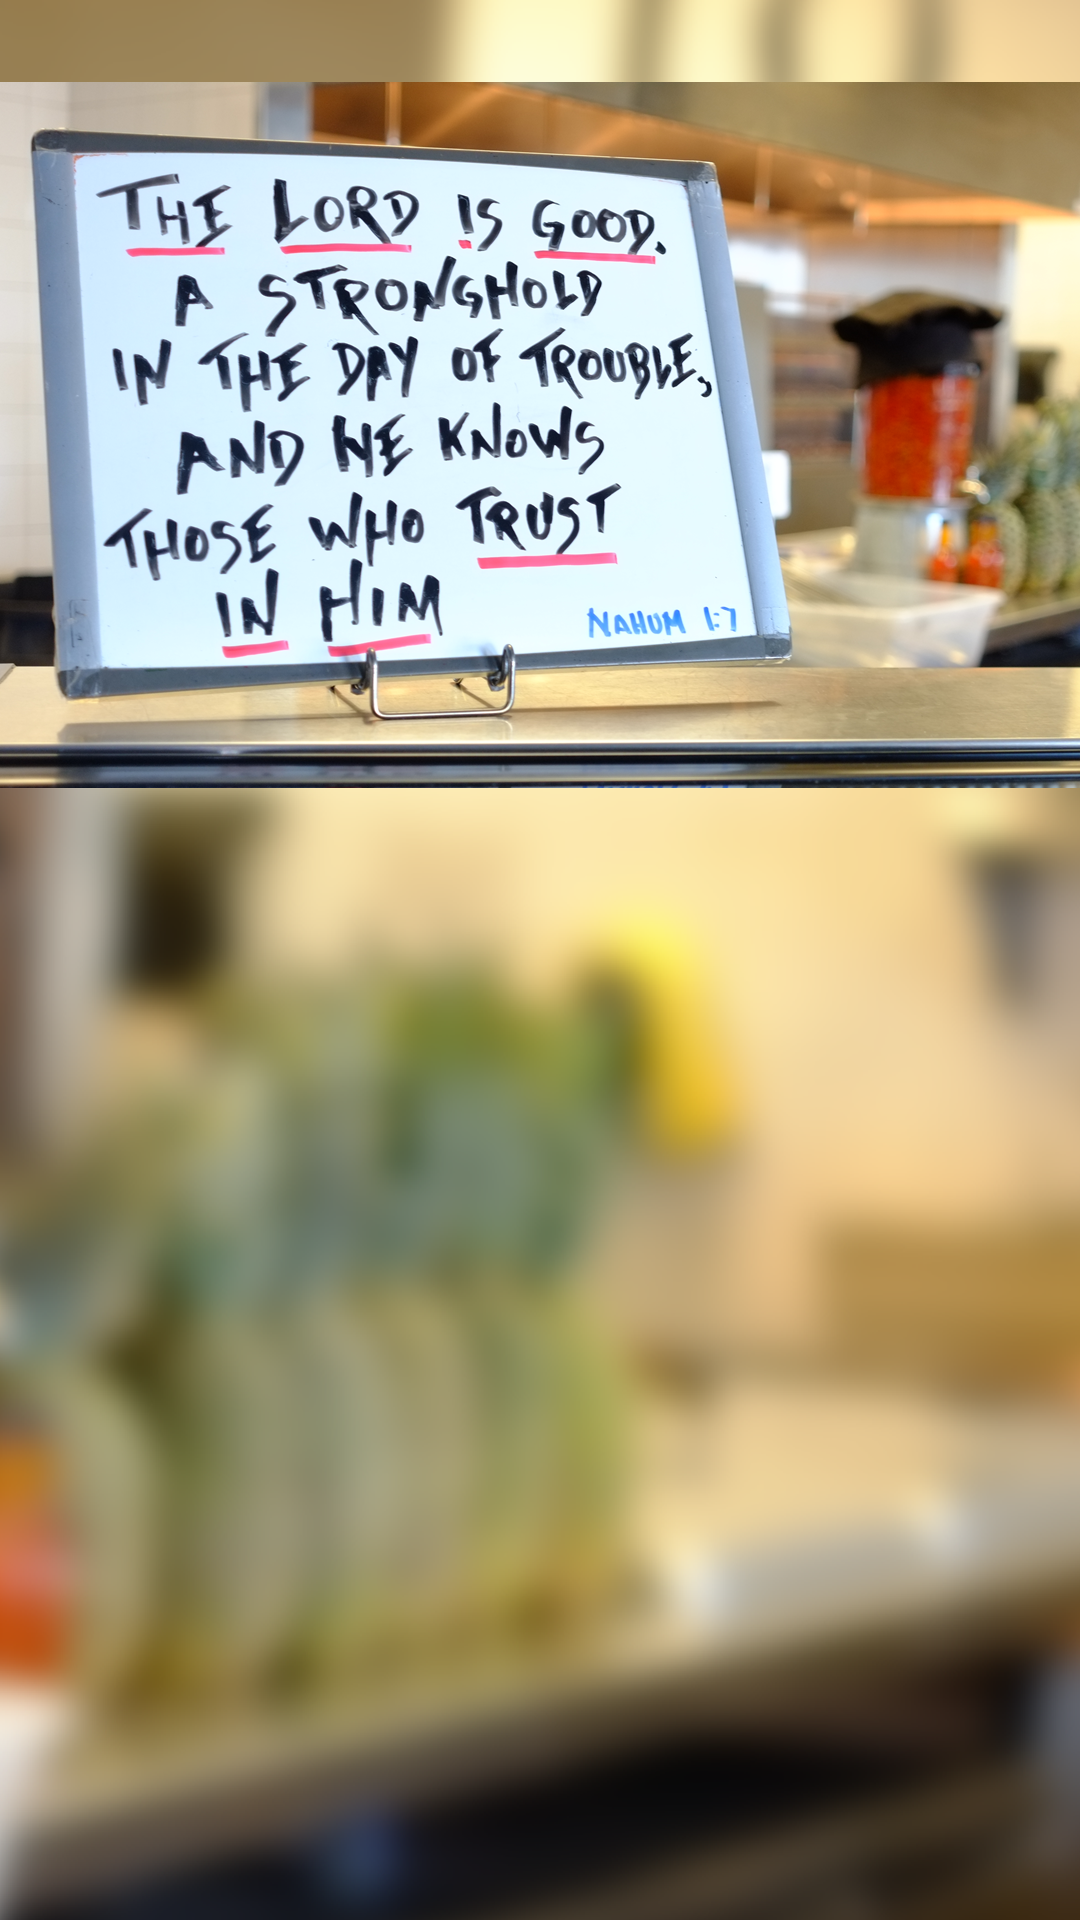 THE LORD iS GOOD.
A STRONGHOLD
IN THE DAY OF TROUBLE,
AND HE KNOWS
THOSE WHO TRUST
IN HIM
NAHUM 1:7